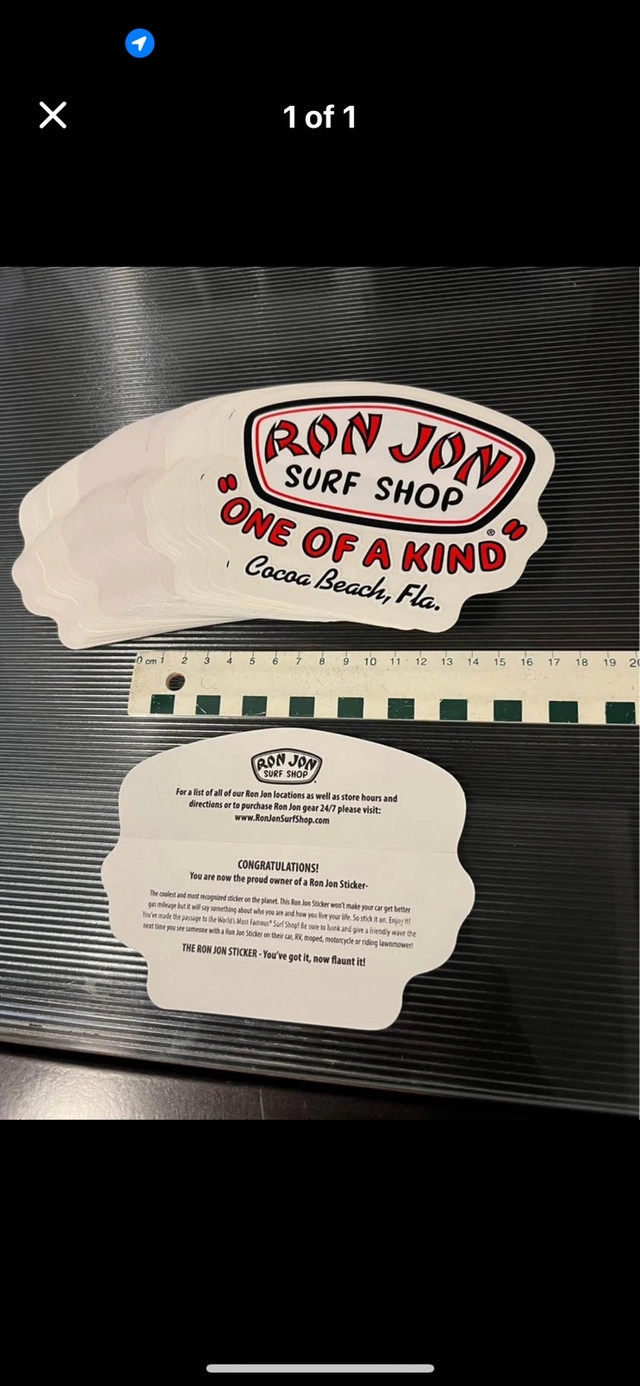 1 of 1
RON JON
SURF SHOP
"ONE OF A KIND"®
Cocoa Beach, Fla.
0 cm 1 2 3 4 5 6 7 8 9 10 11 12 13 14 15 16 17 18 19 20
RON JON
SURF SHOP
For a list of all of our Ron Jon locations as well as store hours and
directions or to purchase Ron Jon gear 24/7 please visit:
www.RonJonSurfShop.com
CONGRATULATIONS!
You are now the proud owner of a Ron Jon Sticker-
The coolest and most recognized sticker on the planet. This Ron Jon Sticker won't make your car get better
gas mileage but it will say something about who you are and how you live your life. So stick it on. Enjoy it!
You've made the passage to the World's Most Famous® Surf Shop! Be sure to honk and give a friendly wave the
next time you see someone with a Ron Jon Sticker on their car, RV, moped, motorcycle or riding lawnmower!
THE RON JON STICKER - You've got it, now flaunt it!